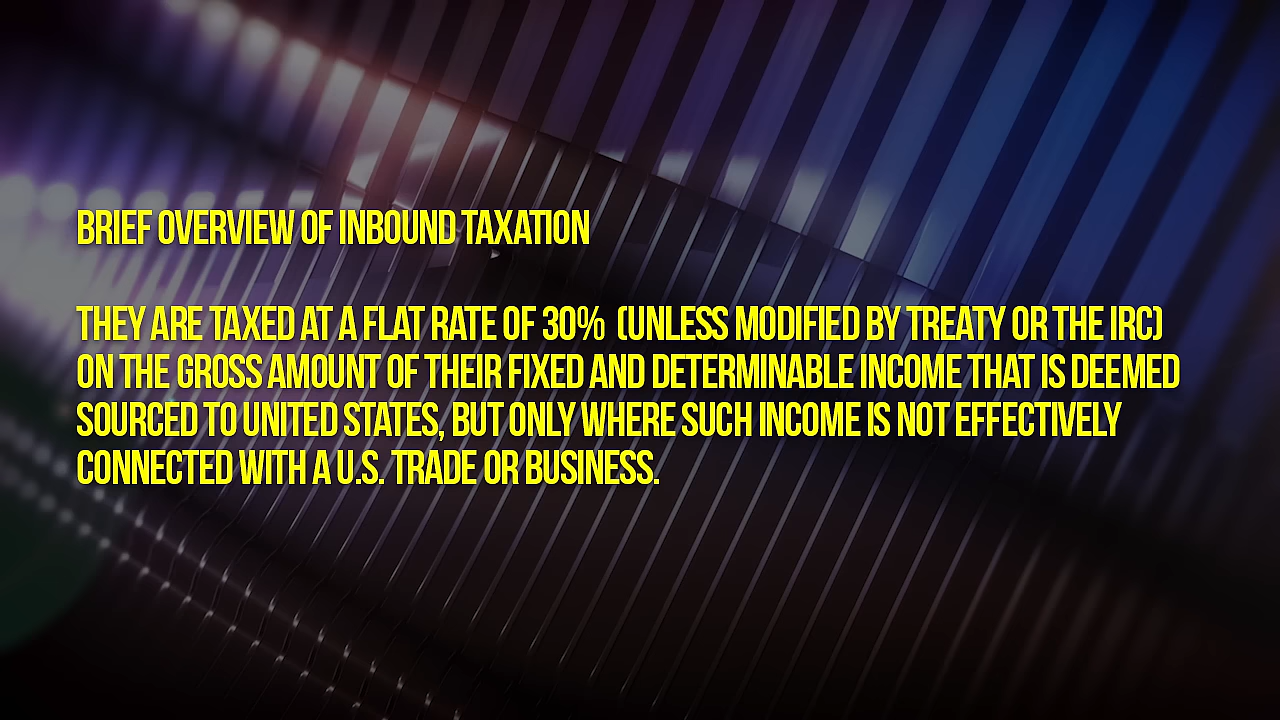 BRIEF OVERVIEW OF INBOUND TAXATION
THEY ARE TAXED AT A FLAT RATE OF 30% (UNLESS MODIFIED BY TREATY OR THE IRC)
ON THE GROSS AMOUNT OF THEIR FIXED AND DETERMINABLE INCOME THAT IS DEEMED
SOURCED TO UNITED STATES, BUT ONLY WHERE SUCH INCOME IS NOT EFFECTIVELY
CONNECTED WITH A U.S. TRADE OR BUSINESS.